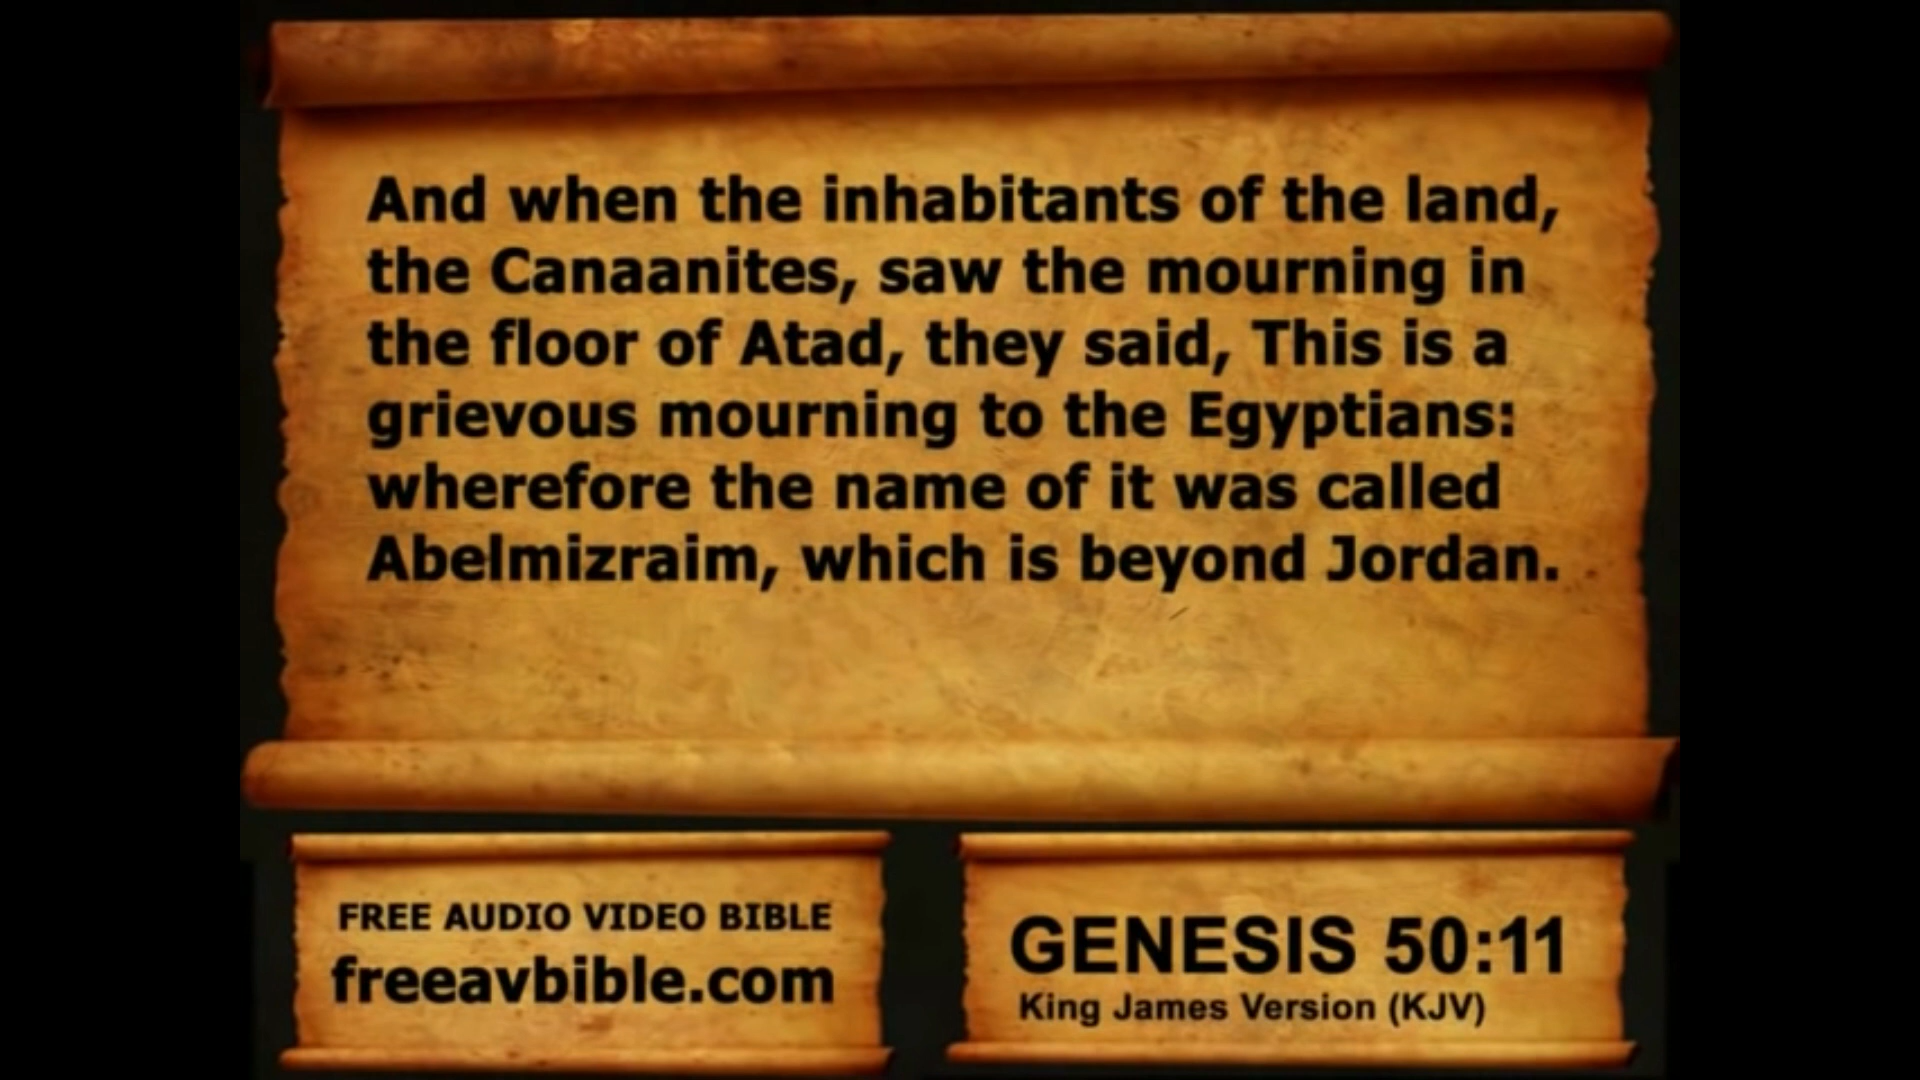 And when the inhabitants of the land,
the Canaanites, saw the mourning in
the floor of Atad, they said, This is a
grievous mourning to the Egyptians:
wherefore the name of it was called
Abelmizraim, which is beyond Jordan.
FREE AUDIO VIDEO BIBLE
freeavbible.com
GENESIS 50:11
King James Version (KJV)